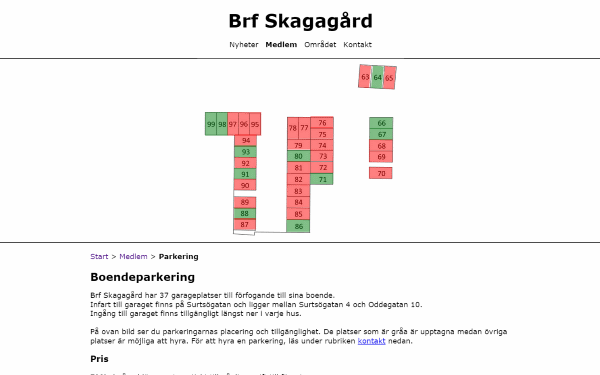 Brf Skagagård
Nyheter Medlem Området Kontakt
63 64 65
99 98 97 96 95
94
93
92
91
90
89
88
87
78 77
79
80
81
82
83
84
85
86
76
75
74
73
72
71
66
67
68
69
70
Start > Medlem > Parkering
Boendeparkering
Brf Skagagård har 37 garageplatser till förfogande till sina boende.
Infart till garaget finns på Surtsögatan och ligger mellan Surtsögatan 4 och Oddegatan 10.
Ingång till garaget finns tillgängligt längst ner i varje hus.
På ovan bild ser du parkeringarnas placering och tillgänglighet. De platser som är gråa är upptagna medan övriga
platser är möjliga att hyra. För att hyra en parkering, läs under rubriken kontakt nedan.
Pris